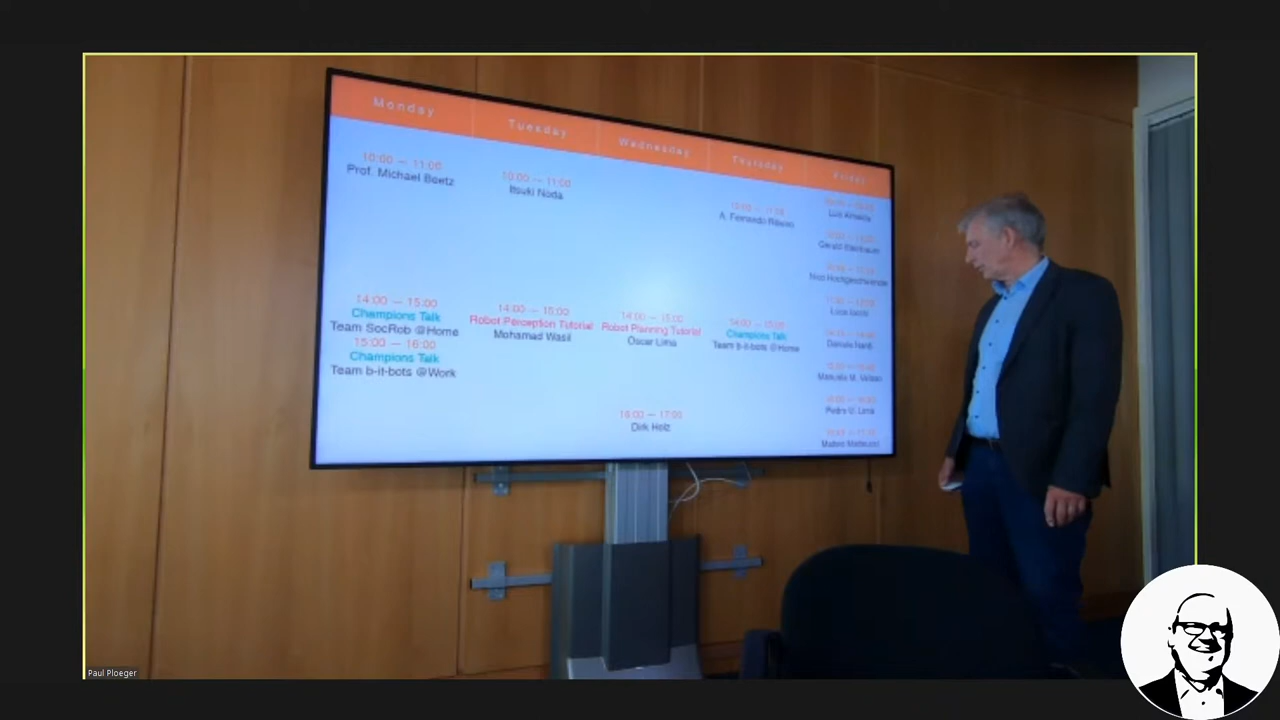 Monday
10:00 — 11:00
Prof. Michael Beetz
14:00 — 15:00
Champions Talk
Team SocRob @Home
15:00 — 16:00
Champions Talk
Team b-it-bots @Work
Tuesday
10:00 — 11:00
Itsuki Noda
14:00 — 15:00
Robot Perception Tutorial
Mohamad Wasil
Wednesday
14:00 — 15:00
Robot Planning Tutorial
Oscar Lima
16:00 — 17:00
Dirk Holz
Thursday
A. Fernando Ribeiro
14:00 — 15:00
Champions Talk
Team b-it-bots @Home
Friday
Luis Almeida
Gerald Steinbauer
Nico Hochgeschwender
Luca Iocchi
Daniele Nardi
Manuela M. Veloso
Pedro U. Lima
Paul Ploeger